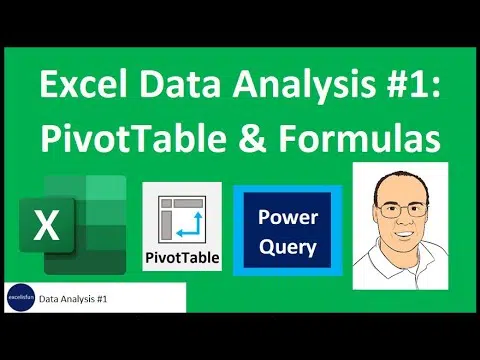 Excel Data Analysis #1:
PivotTable & Formulas
X
PivotTable
Power
Query
excelisfun
Data Analysis #1